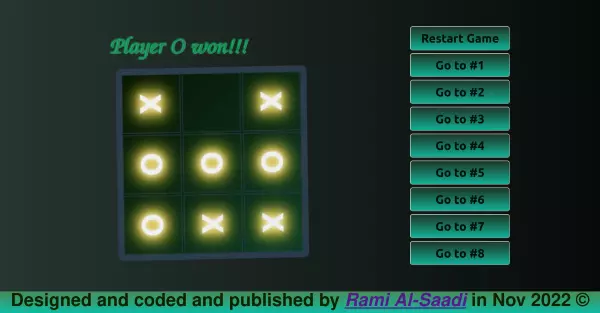 Player O won!!!
X X
O O O
O X X
Restart Game
Go to #1
Go to #2
Go to #3
Go to #4
Go to #5
Go to #6
Go to #7
Go to #8
Designed and coded and published by Rami Al-Saadi in Nov 2022 ©